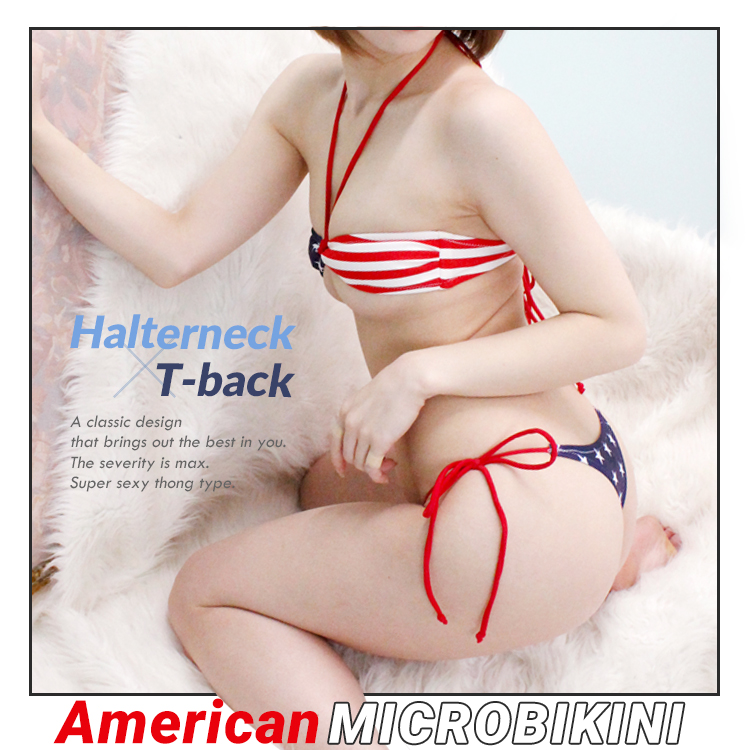 Halterneck
T-back
A classic design
that brings out the best in you.
The severity is max.
Super sexy thong type.
American MICROBIKINI